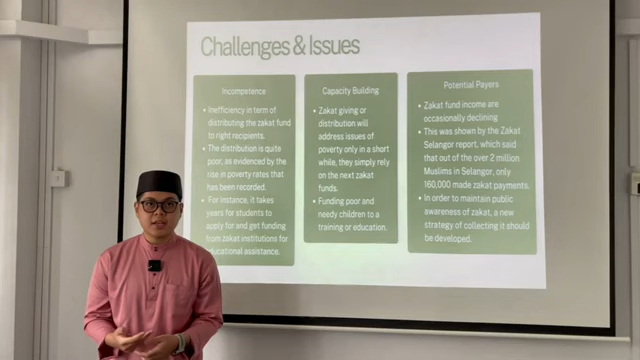 Challenges & Issues
Incompetence
• Inefficiency in term of
distributing the zakat fund
to right recipients.
• The distribution is quite
poor, as evidenced by the
rise in poverty rates that
has been recorded.
• For instance, it takes
years for students to
apply for and get funding
from zakat institutions for
educational assistance.
Capacity Building
• Zakat giving or
distribution will
address issues of
poverty only in a short
while, they simply rely
on the next zakat
funds.
• Funding poor and
needy children to a
training or education.
Potential Payers
• Zakat fund income are
occasionally declining
• This was shown by the Zakat
Selangor report, which said
that out of the over 2 million
Muslims in Selangor, only
160,000 made zakat payments.
• In order to maintain public
awareness of zakat, a new
strategy of collecting it should
be developed.